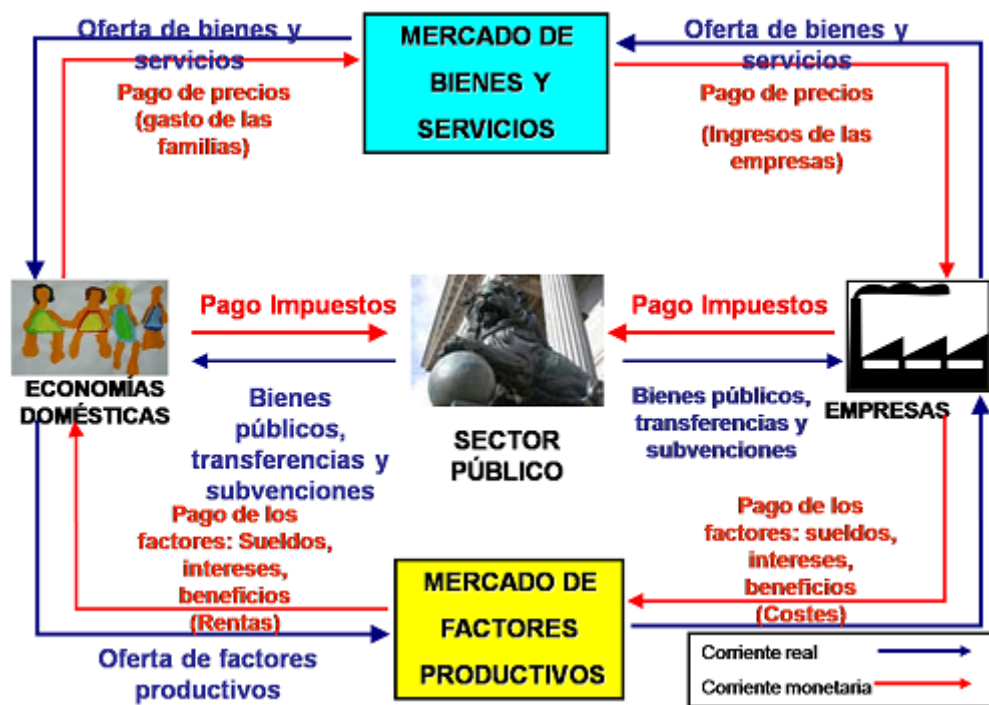 Oferta de bienes y
servicios
Pago de precios
(gasto de las
familias)
MERCADO DE
BIENES Y
SERVICIOS
Oferta de bienes y
servicios
Pago de precios
(Ingresos de las
empresas)
Pago Impuestos
Pago Impuestos
ECONOMÍAS
DOMÉSTICAS
Bienes
públicos,
transferencias y
subvenciones
SECTOR
PÚBLICO
Bienes públicos,
transferencias y
subvenciones
EMPRESAS
Pago de los
factores: Sueldos,
intereses,
beneficios
(Rentas)
Oferta de factores
productivos
MERCADO DE
FACTORES
PRODUCTIVOS
Pago de los
factores: sueldos,
intereses,
beneficios
(Costes)
Corriente real
Corriente monetaria